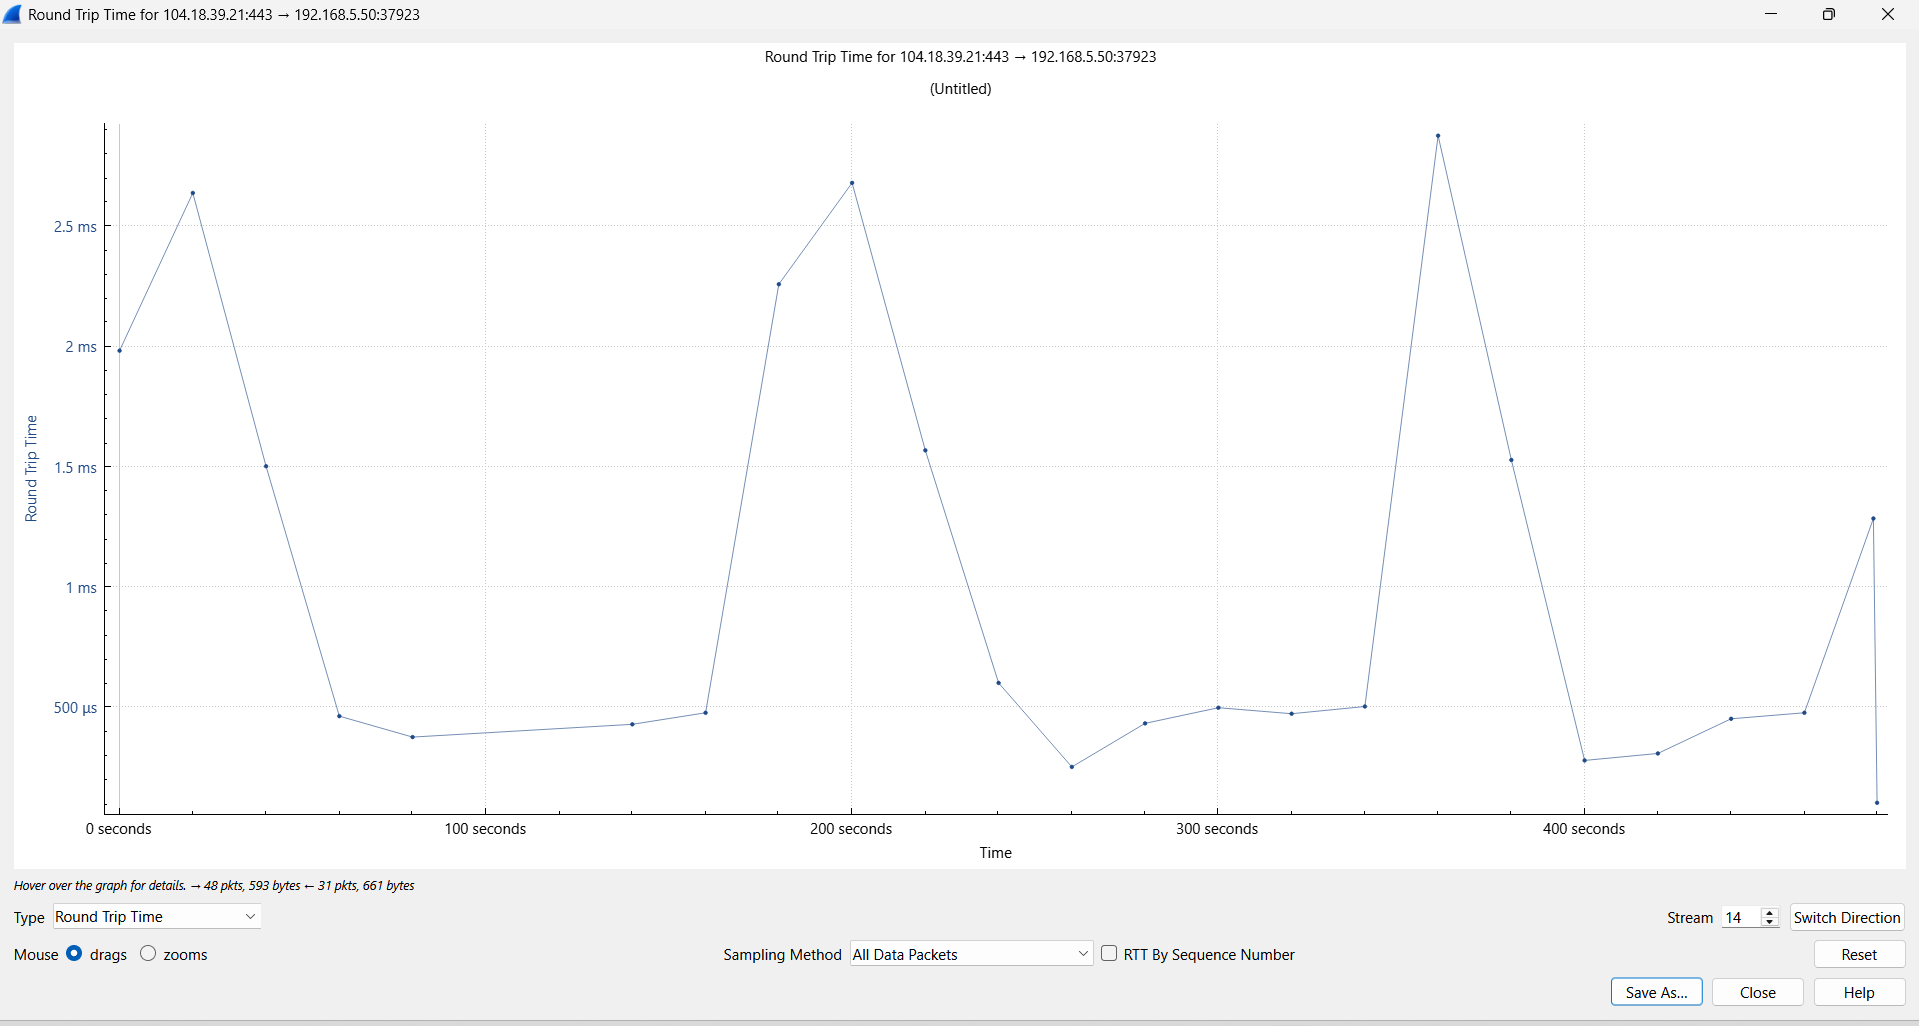 Round Trip Time for 104.18.39.21:443 → 192.168.5.50:37923
Round Trip Time for 104.18.39.21:443 → 192.168.5.50:37923
(Untitled)
2.5 ms
2 ms
1.5 ms
1 ms
500 µs
Round Trip Time
0 seconds 100 seconds 200 seconds 300 seconds 400 seconds
Time
Hover over the graph for details. → 48 pkts, 593 bytes ← 31 pkts, 661 bytes
Type Round Trip Time Stream 14 Switch Direction
Mouse drags zooms Sampling Method All Data Packets RTT By Sequence Number Reset
Save As... Close Help